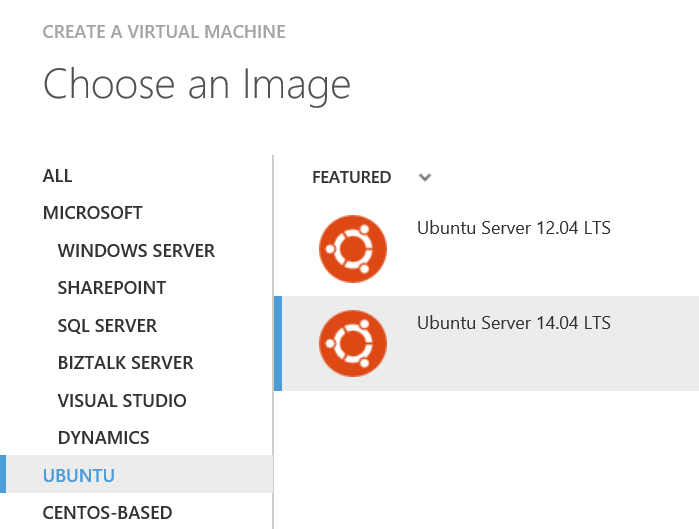 CREATE A VIRTUAL MACHINE
Choose an Image
ALL
MICROSOFT
WINDOWS SERVER
SHAREPOINT
SQL SERVER
BIZTALK SERVER
VISUAL STUDIO
DYNAMICS
UBUNTU
CENTOS-BASED
FEATURED
Ubuntu Server 12.04 LTS
Ubuntu Server 14.04 LTS